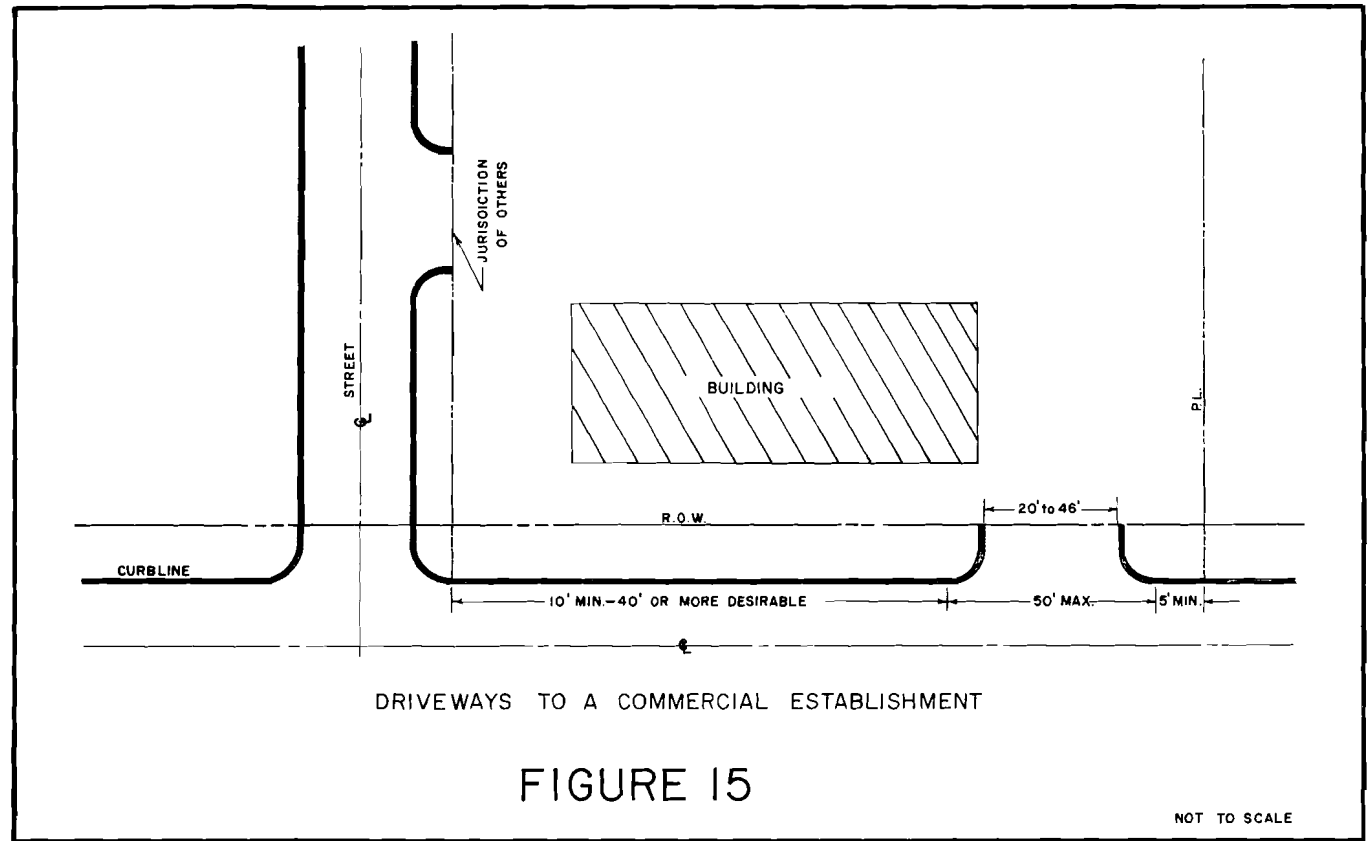 JURISDICTION
OF OTHERS
STREET
℄
BUILDING
P.L.
R.O.W.
20' to 46'
CURBLINE
10' MIN.-40' OR MORE DESIRABLE
50' MAX.
5' MIN.
℄
DRIVEWAYS TO A COMMERCIAL ESTABLISHMENT
FIGURE 15
NOT TO SCALE